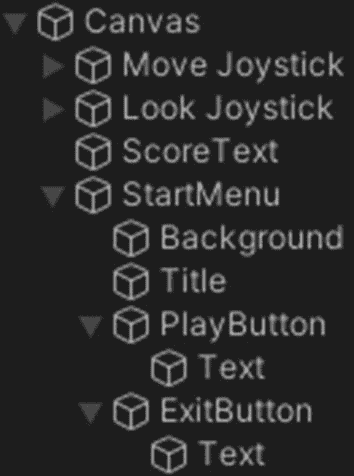 Canvas
Move Joystick
Look Joystick
ScoreText
StartMenu
Background
Title
PlayButton
Text
ExitButton
Text